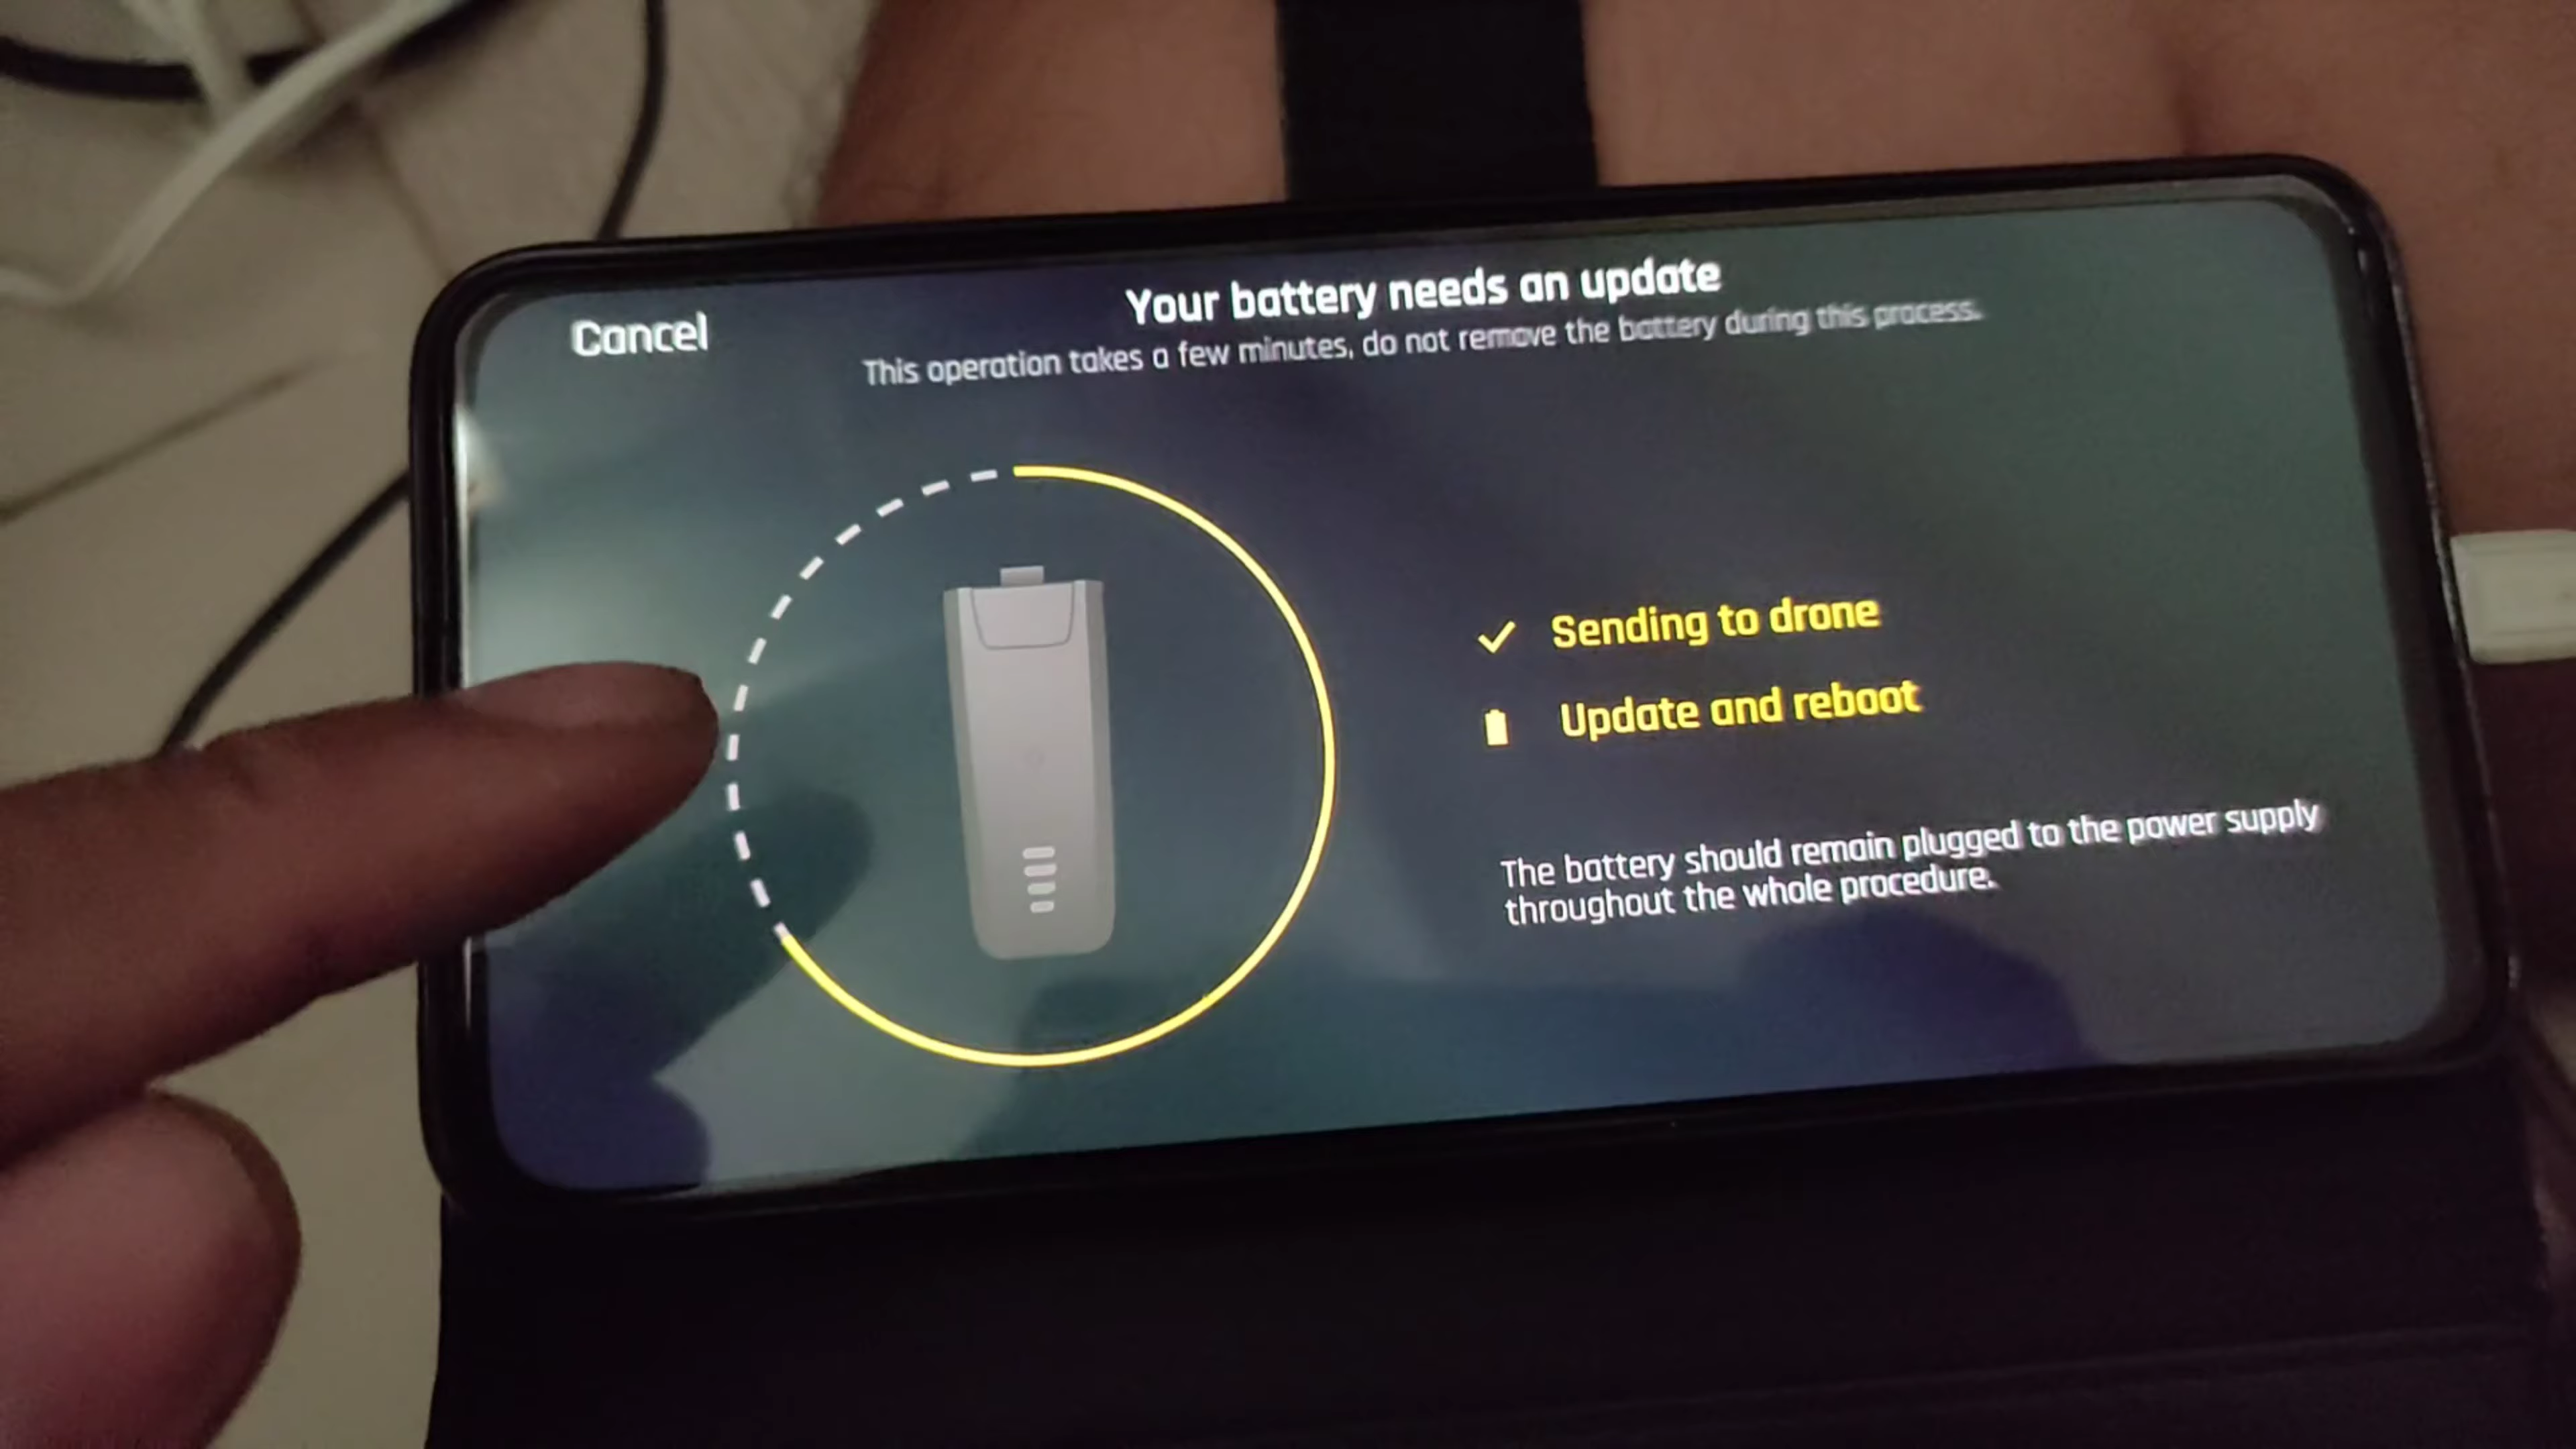 Cancel
Your battery needs an update
This operation takes a few minutes, do not remove the battery during this process.
Sending to drone
Update and reboot
The battery should remain plugged to the power supply
throughout the whole procedure.